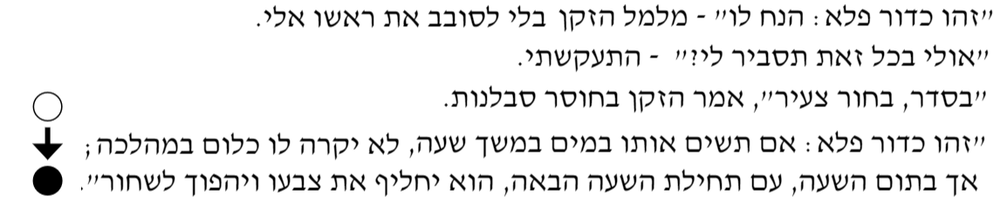 "זהו כדור פלא: הנח לו" - מלמל הזקן בלי לסובב את ראשו אלי.
"אולי בכל זאת תסביר לי?" - התעקשתי.
"בסדר, בחור צעיר", אמר הזקן בחוסר סבלנות.
"זהו כדור פלא: אם תשים אותו במים במשך שעה, לא יקרה לו כלום במהלכה;
אך בתום השעה, עם תחילת השעה הבאה, הוא יחליף את צבעו ויהפוך לשחור".